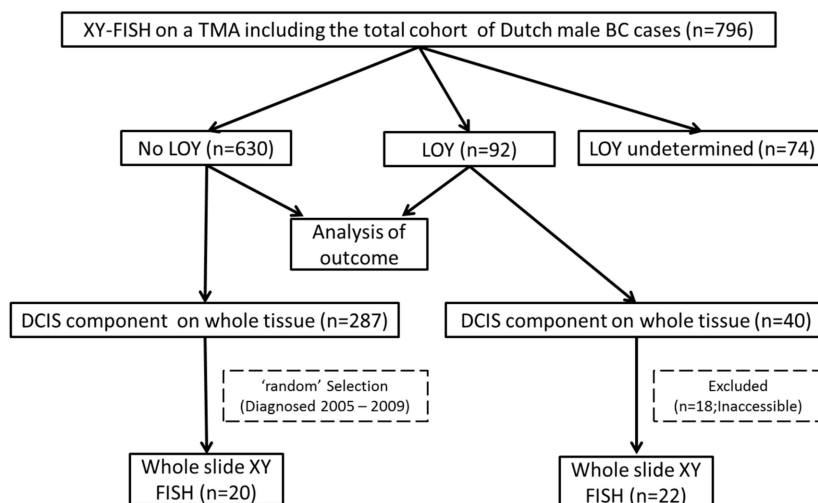 XY-FISH on a TMA including the total cohort of Dutch male BC cases (n=796)
No LOY (n=630)
LOY (n=92)
LOY undetermined (n=74)
Analysis of
outcome
DCIS component on whole tissue (n=287)
DCIS component on whole tissue (n=40)
'random' Selection
(Diagnosed 2005 – 2009)
Excluded
(n=18;Inaccessible)
Whole slide XY
FISH (n=20)
Whole slide XY
FISH (n=22)